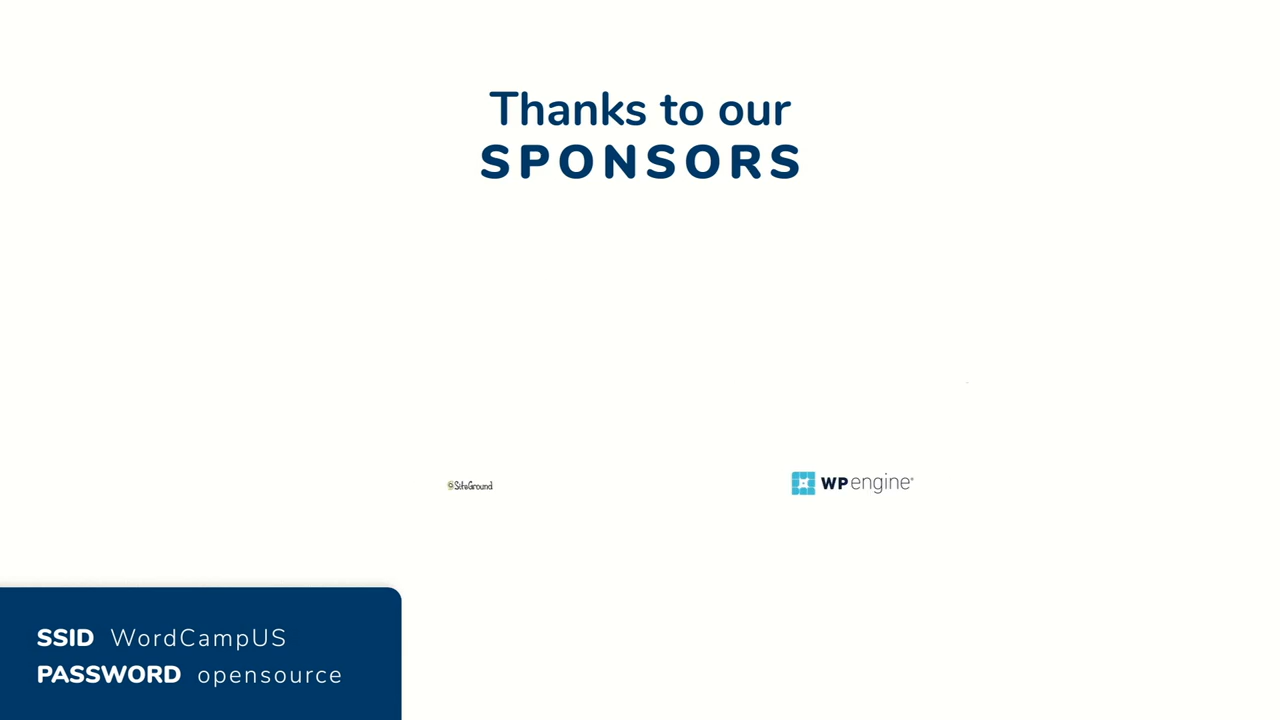 Thanks to our
SPONSORS
SiteGround
WP engine®
SSID WordCampUS
PASSWORD opensource